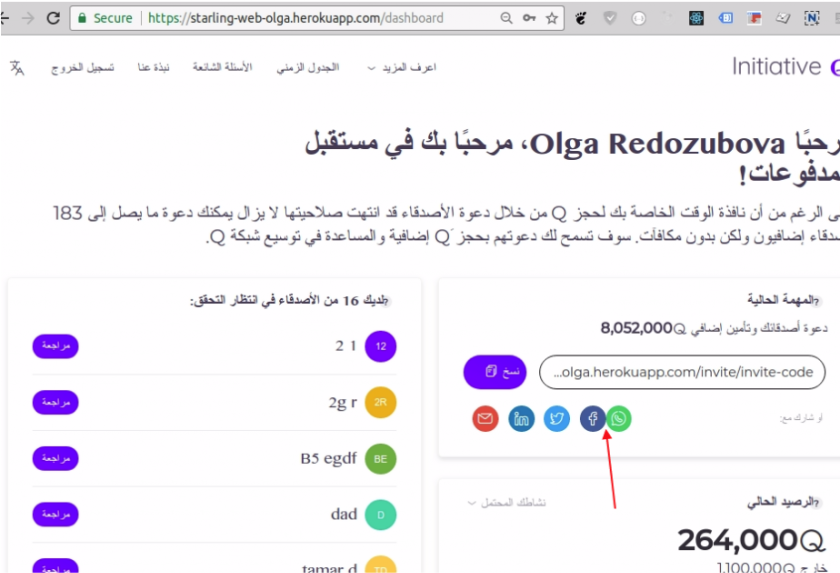 Secure | https://starling-web-olga.herokuapp.com/dashboard
Initiative
اعرف المزيد
الجدول الزمني
الأسئلة الشائعة
نبذة عنا
تسجيل الخروج
Olga Redozubova، مرحبًا بك في مستقبل
الرغم من أن نافذة الوقت الخاصة بك لحجز Q من خلال دعوة الأصدقاء قد انتهت صلاحيتها لا يزال يمكنك دعوة ما يصل إلى 183
إضافيون ولكن بدون مكافآت. سوف تسمح لك دعوتهم بحجز Q إضافية والمساعدة في توسيع شبكة Q.
المهمة الحالية
دعوة أصدقائك وتأمين إضافي 8,052,000Q
...olga.herokuapp.com/invite/invite-code
نسخ
أو شارك مع:
الرصيد الحالي
نشاطك المحتمل
264,000Q
خارج 1,100,000Q
لديك 16 من الأصدقاء في انتظار التحقق:
12
2 1
مراجعة
2R
2g r
مراجعة
BE
B5 egdf
مراجعة
D
dad
مراجعة
TD
tamar d
مراجعة